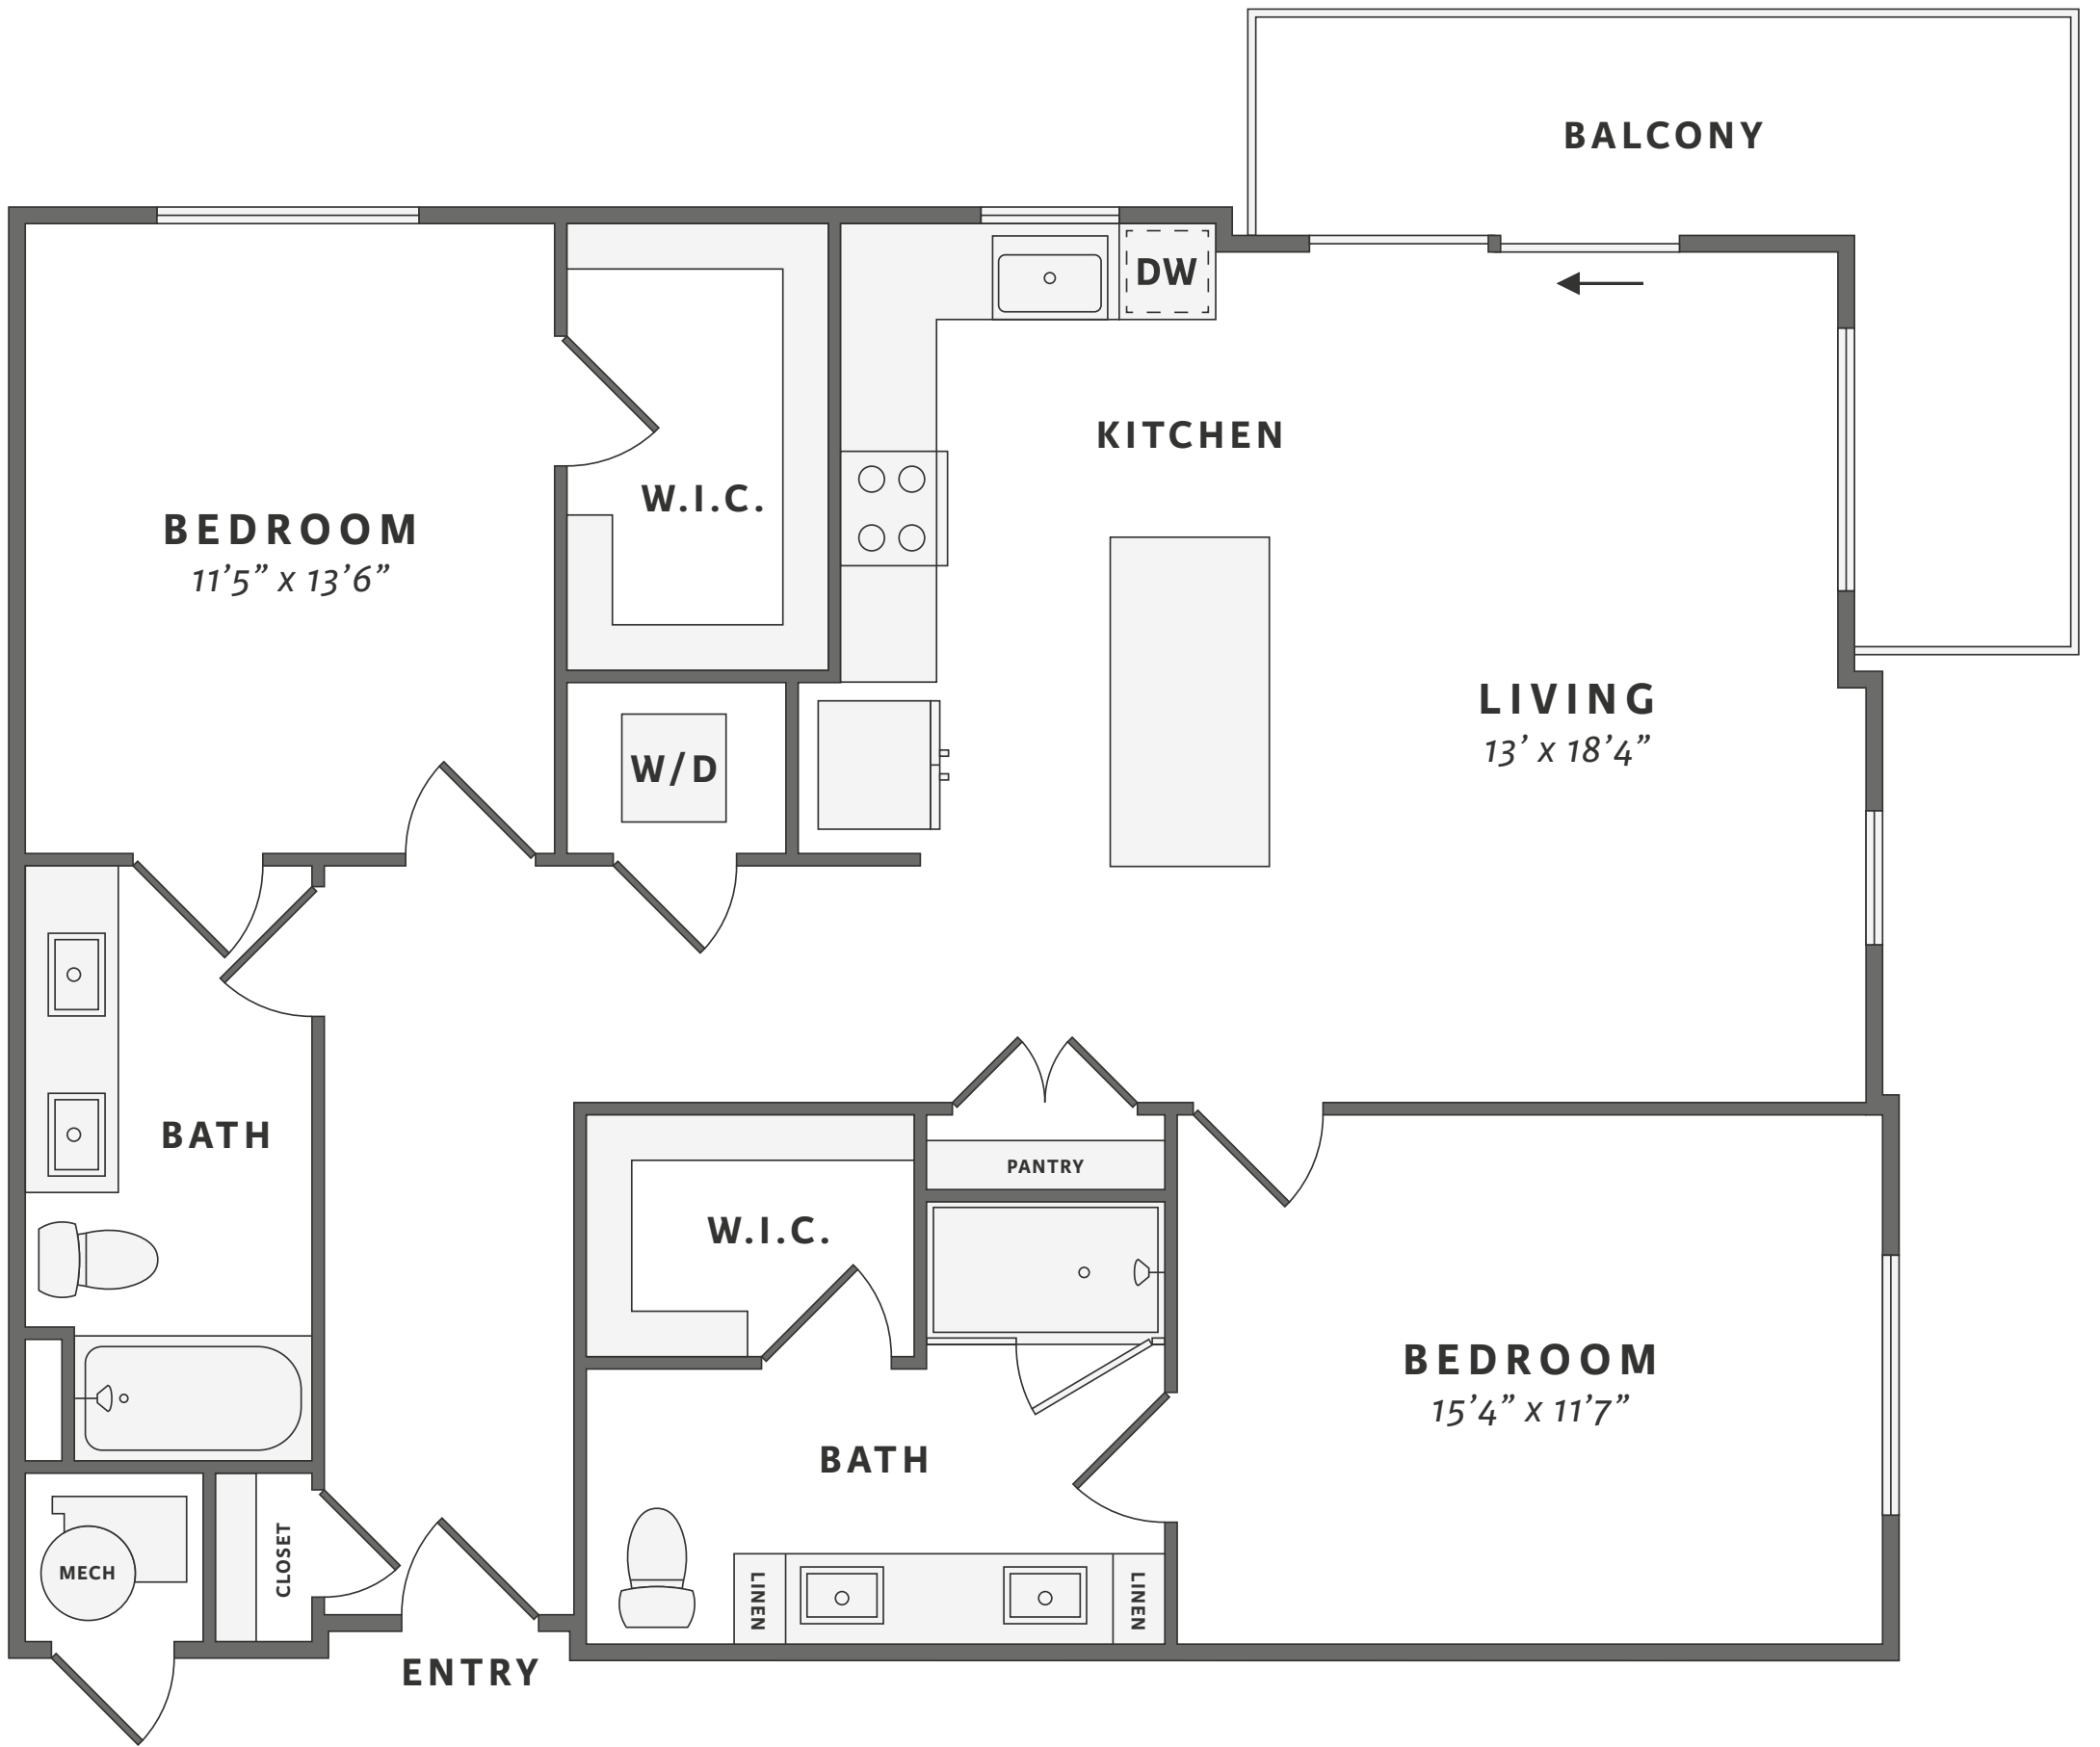 BALCONY
DW
KITCHEN
W.I.C.
BEDROOM
11’5” x 13’6”
LIVING
13’ x 18’4”
W/D
BATH
PANTRY
W.I.C.
BEDROOM
15’4” x 11’7”
BATH
MECH
CLOSET
LINEN
LINEN
ENTRY